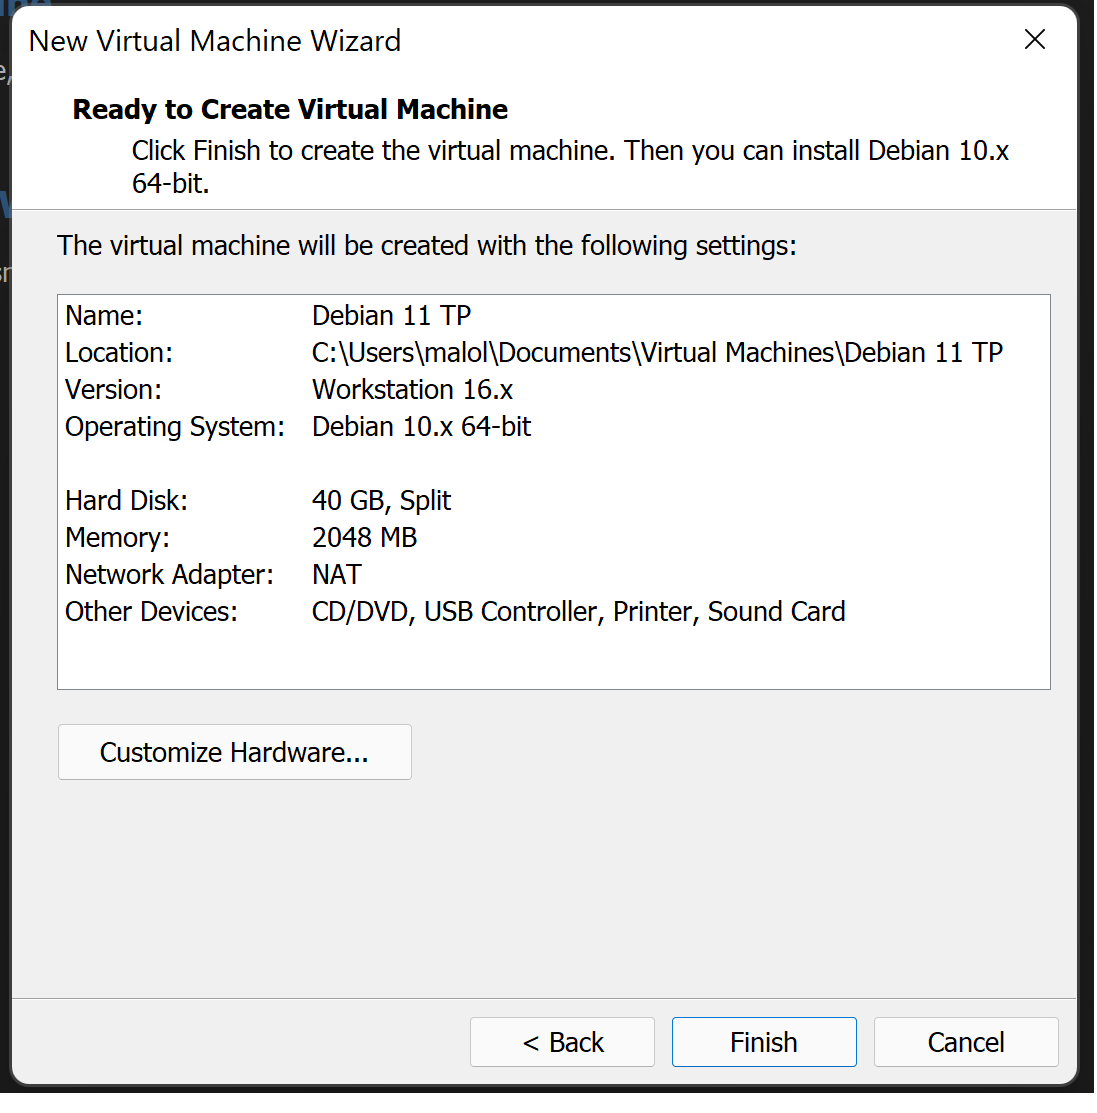 New Virtual Machine Wizard
Ready to Create Virtual Machine
Click Finish to create the virtual machine. Then you can install Debian 10.x
64-bit.
The virtual machine will be created with the following settings:
Name: Debian 11 TP
Location: C:\Users\malol\Documents\Virtual Machines\Debian 11 TP
Version: Workstation 16.x
Operating System: Debian 10.x 64-bit
Hard Disk: 40 GB, Split
Memory: 2048 MB
Network Adapter: NAT
Other Devices: CD/DVD, USB Controller, Printer, Sound Card
Customize Hardware...
< Back Finish Cancel